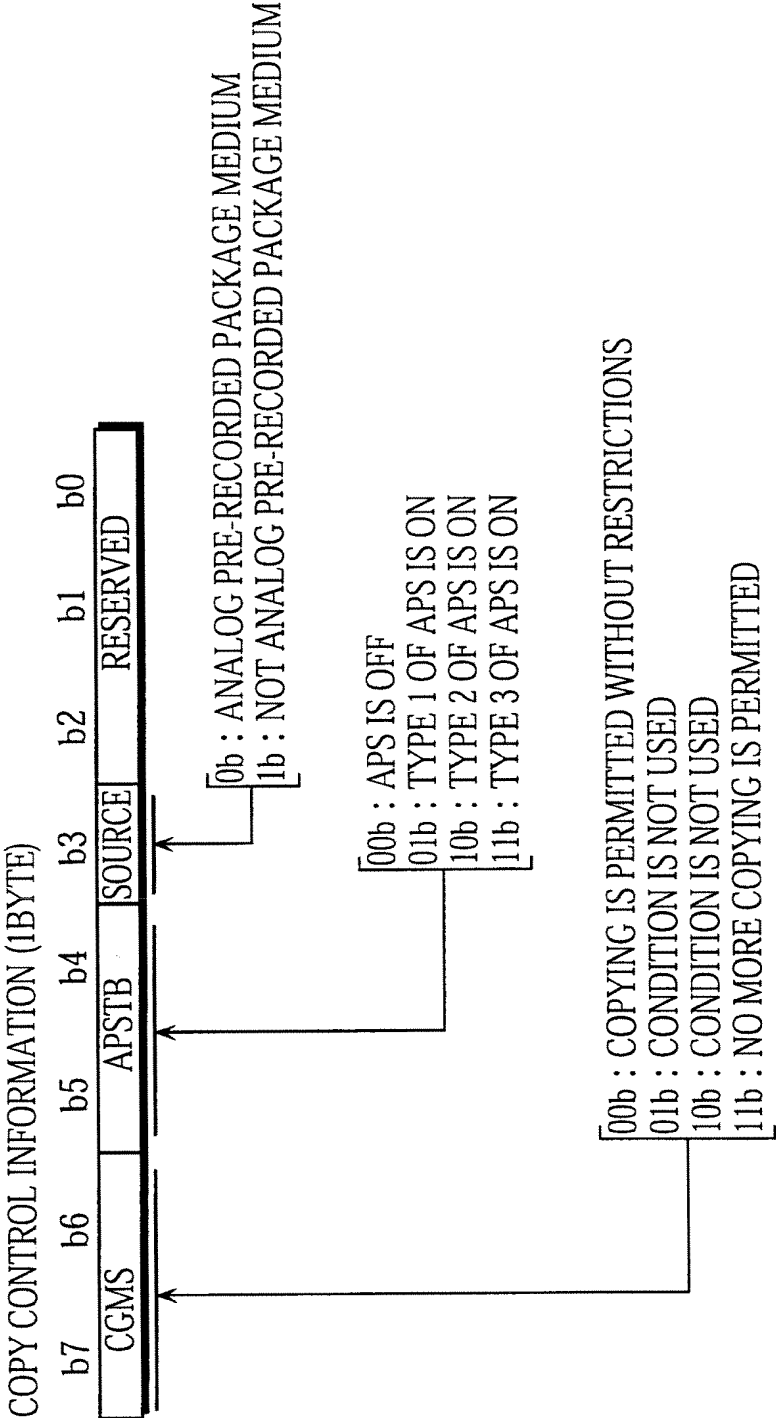 COPY CONTROL INFORMATION (1BYTE)
b7 b6 b5 b4 b3 b2 b1 b0
CGMS APSTB SOURCE RESERVED
0b : ANALOG PRE-RECORDED PACKAGE MEDIUM
1b : NOT ANALOG PRE-RECORDED PACKAGE MEDIUM
00b : APS IS OFF
01b : TYPE 1 OF APS IS ON
10b : TYPE 2 OF APS IS ON
11b : TYPE 3 OF APS IS ON
00b : COPYING IS PERMITTED WITHOUT RESTRICTIONS
01b : CONDITION IS NOT USED
10b : CONDITION IS NOT USED
11b : NO MORE COPYING IS PERMITTED